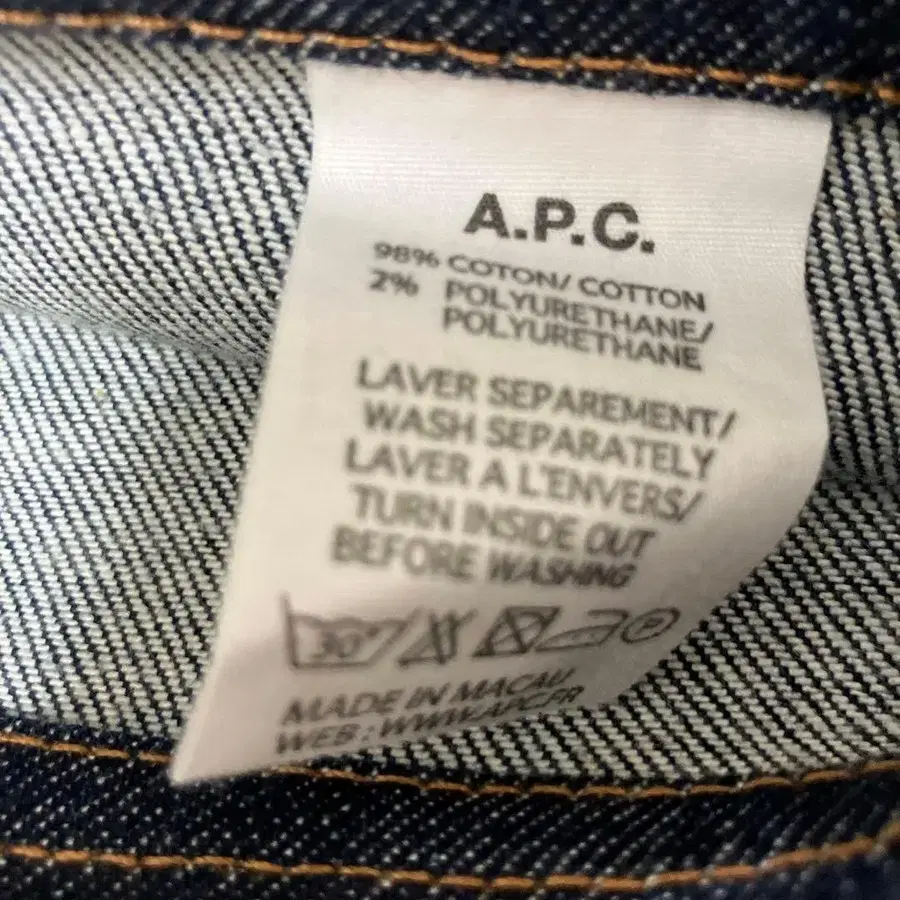 A.P.C.
98% COTON/ COTTON
2% POLYURETHANE/
POLYURETHANE
LAVER SEPAREMENT/
WASH SEPARATELY
LAVER A L'ENVERS/
TURN INSIDE OUT
BEFORE WASHING
30° P
MADE IN MACAU
WEB : WWW.APC.FR